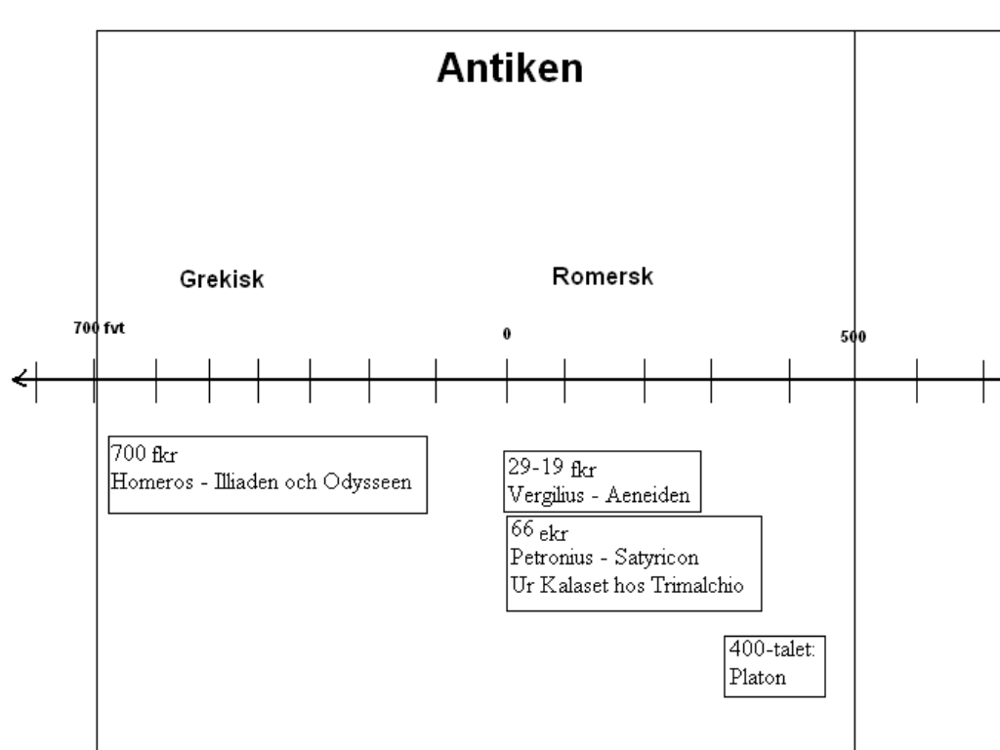 Antiken
Grekisk
Romersk
700 fvt
0
500
700 fkr
Homeros - Illiaden och Odysseen
29-19 fkr
Vergilius - Aeneiden
66 ekr
Petronius - Satyricon
Ur Kalaset hos Trimalchio
400-talet:
Platon